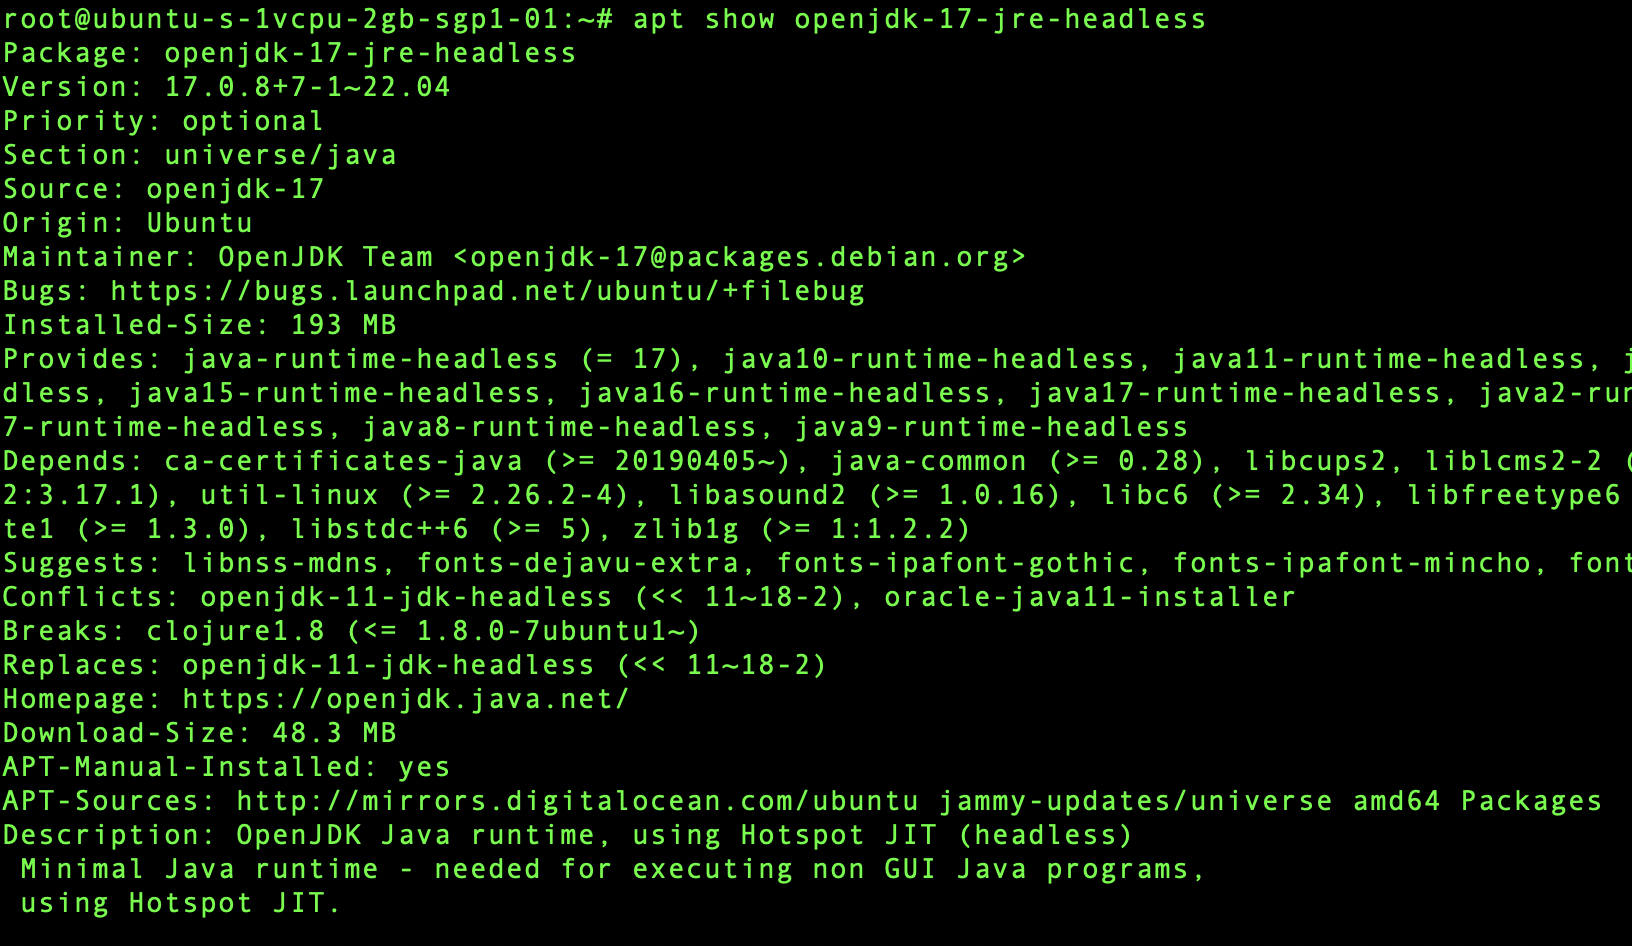 root@ubuntu-s-1vcpu-2gb-sgp1-01:~# apt show openjdk-17-jre-headless
Package: openjdk-17-jre-headless
Version: 17.0.8+7-1~22.04
Priority: optional
Section: universe/java
Source: openjdk-17
Origin: Ubuntu
Maintainer: OpenJDK Team <openjdk-17@packages.debian.org>
Bugs: https://bugs.launchpad.net/ubuntu/+filebug
Installed-Size: 193 MB
Provides: java-runtime-headless (= 17), java10-runtime-headless, java11-runtime-headless, j
dless, java15-runtime-headless, java16-runtime-headless, java17-runtime-headless, java2-run
7-runtime-headless, java8-runtime-headless, java9-runtime-headless
Depends: ca-certificates-java (>= 20190405~), java-common (>= 0.28), libcups2, liblcms2-2 (
2:3.17.1), util-linux (>= 2.26.2-4), libasound2 (>= 1.0.16), libc6 (>= 2.34), libfreetype6
te1 (>= 1.3.0), libstdc++6 (>= 5), zlib1g (>= 1:1.2.2)
Suggests: libnss-mdns, fonts-dejavu-extra, fonts-ipafont-gothic, fonts-ipafont-mincho, font
Conflicts: openjdk-11-jdk-headless (<< 11~18-2), oracle-java11-installer
Breaks: clojure1.8 (<= 1.8.0-7ubuntu1~)
Replaces: openjdk-11-jdk-headless (<< 11~18-2)
Homepage: https://openjdk.java.net/
Download-Size: 48.3 MB
APT-Manual-Installed: yes
APT-Sources: http://mirrors.digitalocean.com/ubuntu jammy-updates/universe amd64 Packages
Description: OpenJDK Java runtime, using Hotspot JIT (headless)
 Minimal Java runtime - needed for executing non GUI Java programs,
 using Hotspot JIT.